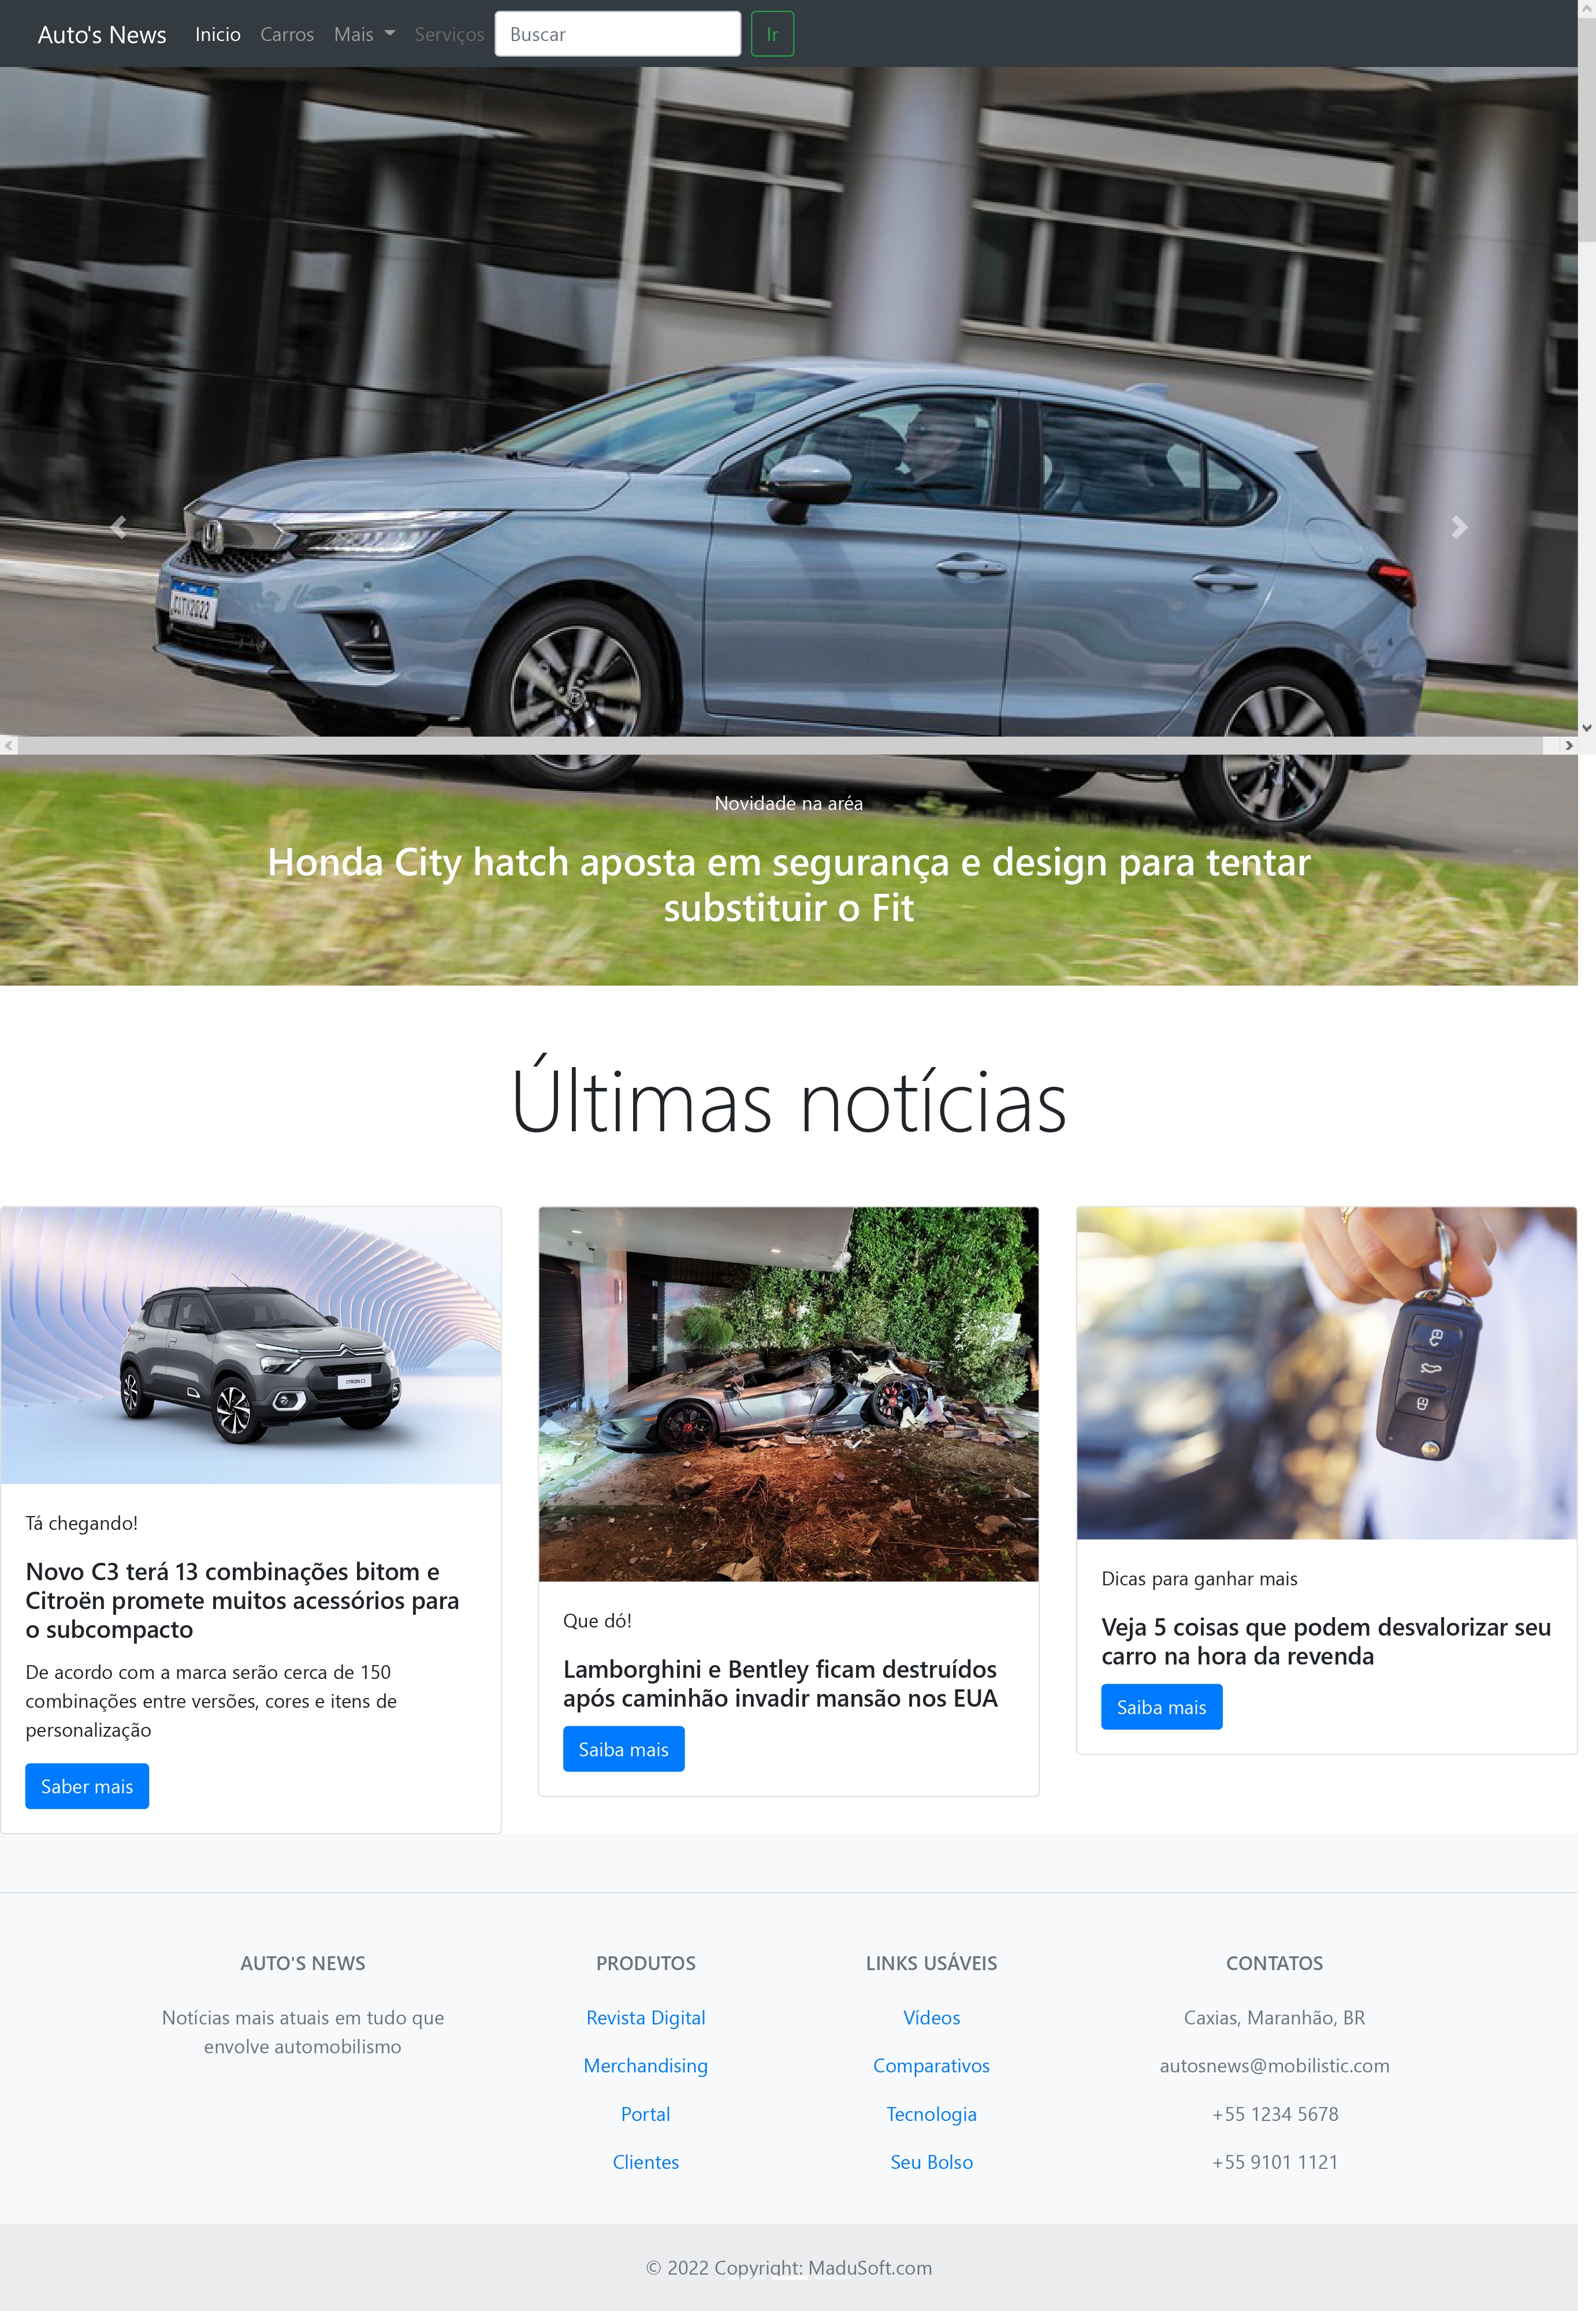 Auto's News Inicio Carros Mais Serviços Buscar Ir
CITY2022
Novidade na aréa
Honda City hatch aposta em segurança e design para tentar
substituir o Fit
Últimas notícias
CITROËN C3
Tá chegando!
Novo C3 terá 13 combinações bitom e
Citroën promete muitos acessórios para
o subcompacto
De acordo com a marca serão cerca de 150
combinações entre versões, cores e itens de
personalização
Saber mais
Que dó!
Lamborghini e Bentley ficam destruídos
após caminhão invadir mansão nos EUA
Saiba mais
Dicas para ganhar mais
Veja 5 coisas que podem desvalorizar seu
carro na hora da revenda
Saiba mais
AUTO'S NEWS
Notícias mais atuais em tudo que
envolve automobilismo
PRODUTOS
Revista Digital
Merchandising
Portal
Clientes
LINKS USÁVEIS
Vídeos
Comparativos
Tecnologia
Seu Bolso
CONTATOS
Caxias, Maranhão, BR
autosnews@mobilistic.com
+55 1234 5678
+55 9101 1121
© 2022 Copyright: MaduSoft.com